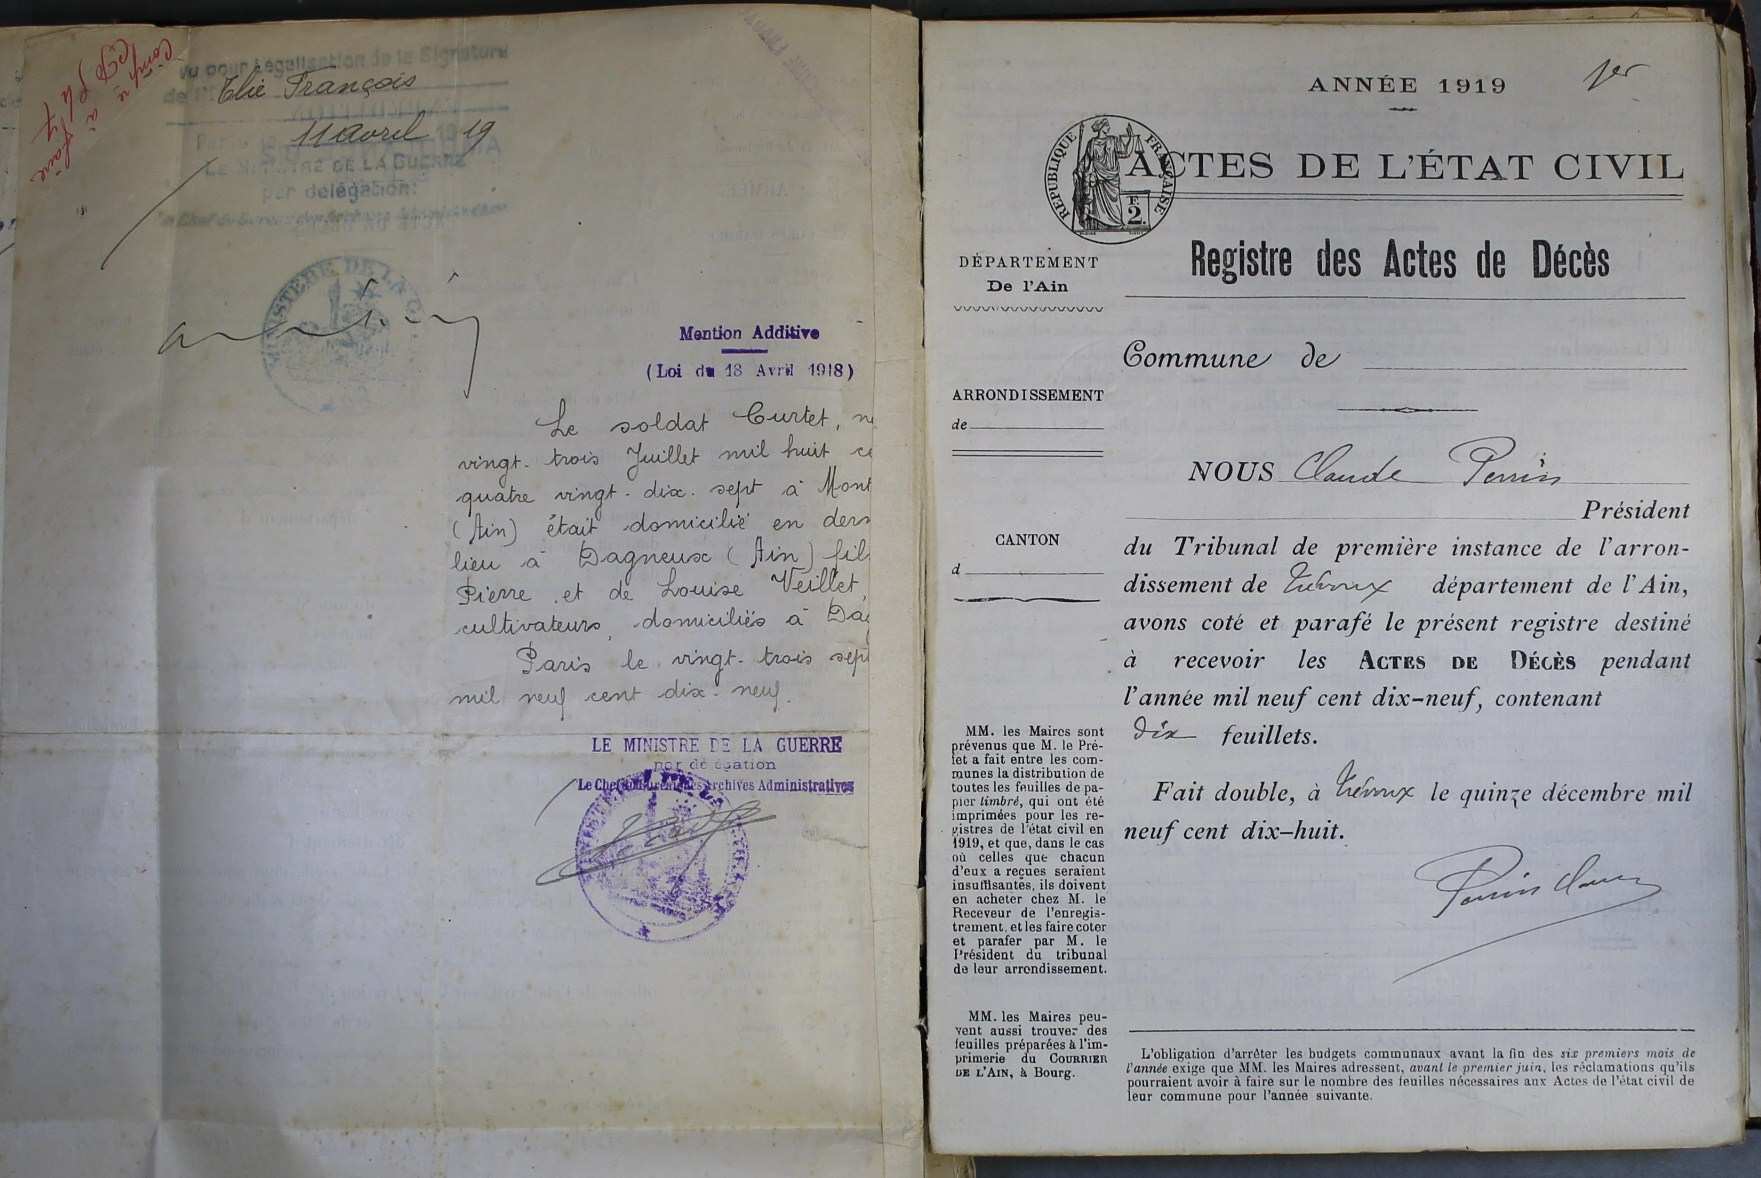 Vu pour Légalisation de la Signature
de M. Elie François
Paris, le 11 avril 1919
LE MINISTRE DE LA GUERRE
par délégation:
MINISTÈRE DE LA
Mention Additive
(Loi du 18 Avril 1918)
Le soldat Curtet, né
vingt-trois Juillet mil huit ce
quatre vingt-dix-sept à Mont
(Ain) était domicilié en dern
lieu à Dagneux (Ain) fils
Pierre et de Louise Veillet,
cultivateurs, domiciliés à Dag
Paris le vingt-trois sept
mil neuf cent dix-neuf.
LE MINISTRE DE LA GUERRE
par délégation
Le Chef du Bureau des Archives Administratives
1er
ANNÉE 1919
RÉPUBLIQUE FRANÇAISE
F.
2.
ACTES DE L'ÉTAT CIVIL
Registre des Actes de Décès
DÉPARTEMENT
De l'Ain
Commune de
ARRONDISSEMENT
de
CANTON
d
NOUS Claude Perrin
Président
du Tribunal de première instance de l'arron-
dissement de Trévoux département de l'Ain,
avons coté et parafé le présent registre destiné
à recevoir les ACTES DE DÉCÈS pendant
l'année mil neuf cent dix-neuf, contenant
dix feuillets.
Fait double, à Trévoux le quinze décembre mil
neuf cent dix-huit.
MM. les Maires sont
prévenus que M. le Pré-
fet a fait entre les com-
munes la distribution de
toutes les feuilles de pa-
pier timbré, qui ont été
imprimées pour les re-
gistres de l'état civil en
1919, et que, dans le cas
où celles que chacun
d'eux a reçues seraient
insuffisantes, ils doivent
en acheter chez M. le
Receveur de l'enregis-
trement, et les faire coter
et parafer par M. le
Président du tribunal
de leur arrondissement.
MM. les Maires peu-
vent aussi trouver des
feuilles préparées à l'im-
primerie du COURRIER
DE L'AIN, à Bourg.
L'obligation d'arrêter les budgets communaux avant la fin des six premiers mois de
l'année exige que MM. les Maires adressent, avant le premier juin, les réclamations qu'ils
pourraient avoir à faire sur le nombre des feuilles nécessaires aux Actes de l'état civil de
leur commune pour l'année suivante.